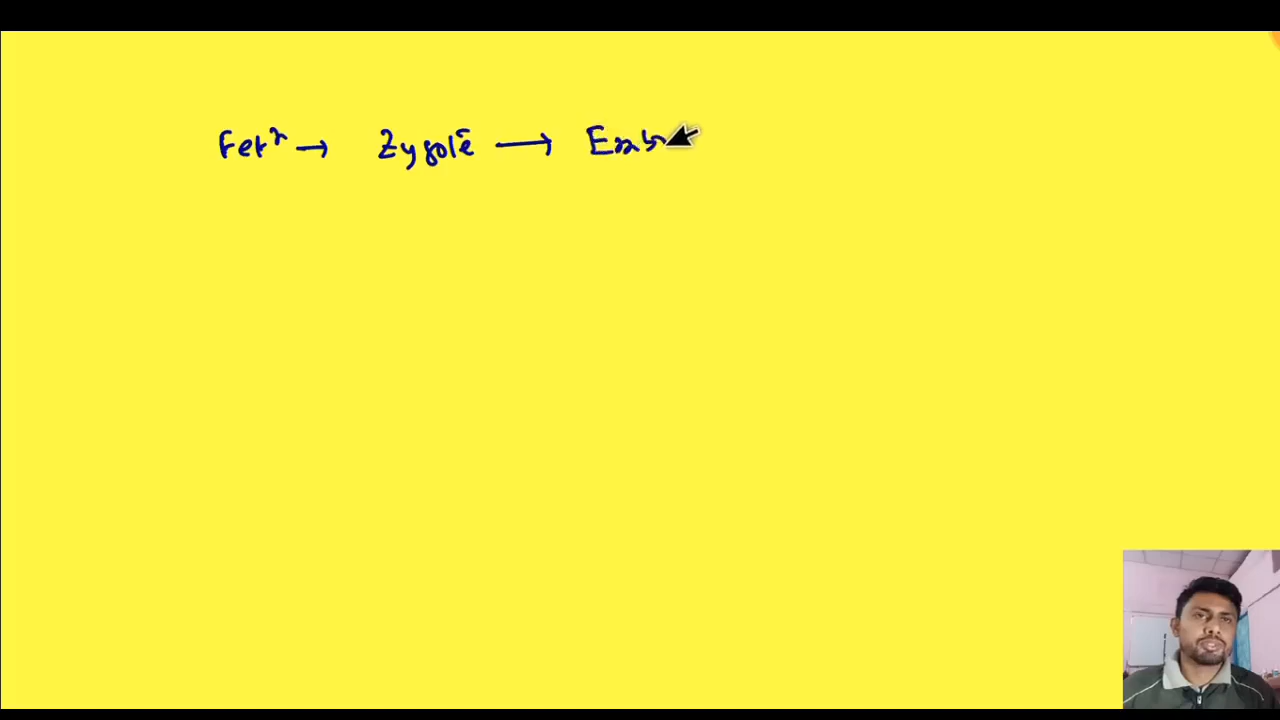 Fer^n → Zygote → Emb